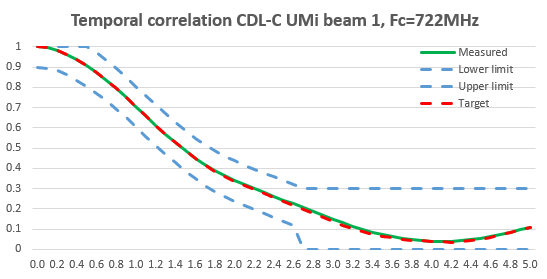 Temporal correlation CDL-C UMi beam 1, Fc=722MHz
1
0.9
0.8
0.7
0.6
0.5
0.4
0.3
0.2
0.1
0
Measured
Lower limit
Upper limit
Target
0.0 0.2 0.4 0.6 0.8 1.0 1.2 1.4 1.6 1.8 2.0 2.2 2.4 2.6 2.8 3.0 3.2 3.4 3.6 3.8 4.0 4.2 4.4 4.6 4.8 5.0